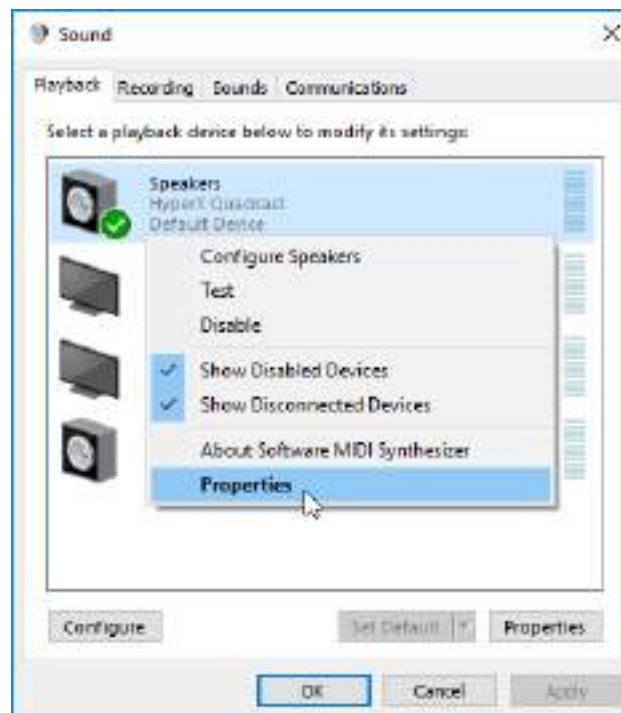 Sound
Playback Recording Sounds Communications
Select a playback device below to modify its settings:
Speakers
HyperX Quadcast
Default Device
Configure Speakers
Test
Disable
Show Disabled Devices
Show Disconnected Devices
About Software MIDI Synthesizer
Properties
Configure Set Default Properties
OK Cancel Apply